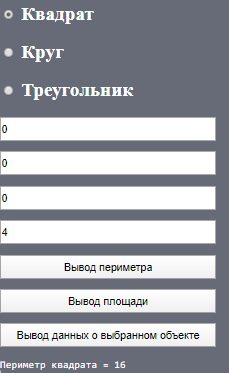 Квадрат
Круг
Треугольник
0
0
0
4
Вывод периметра
Вывод площади
Вывод данных о выбранном объекте
Периметр квадрата = 16